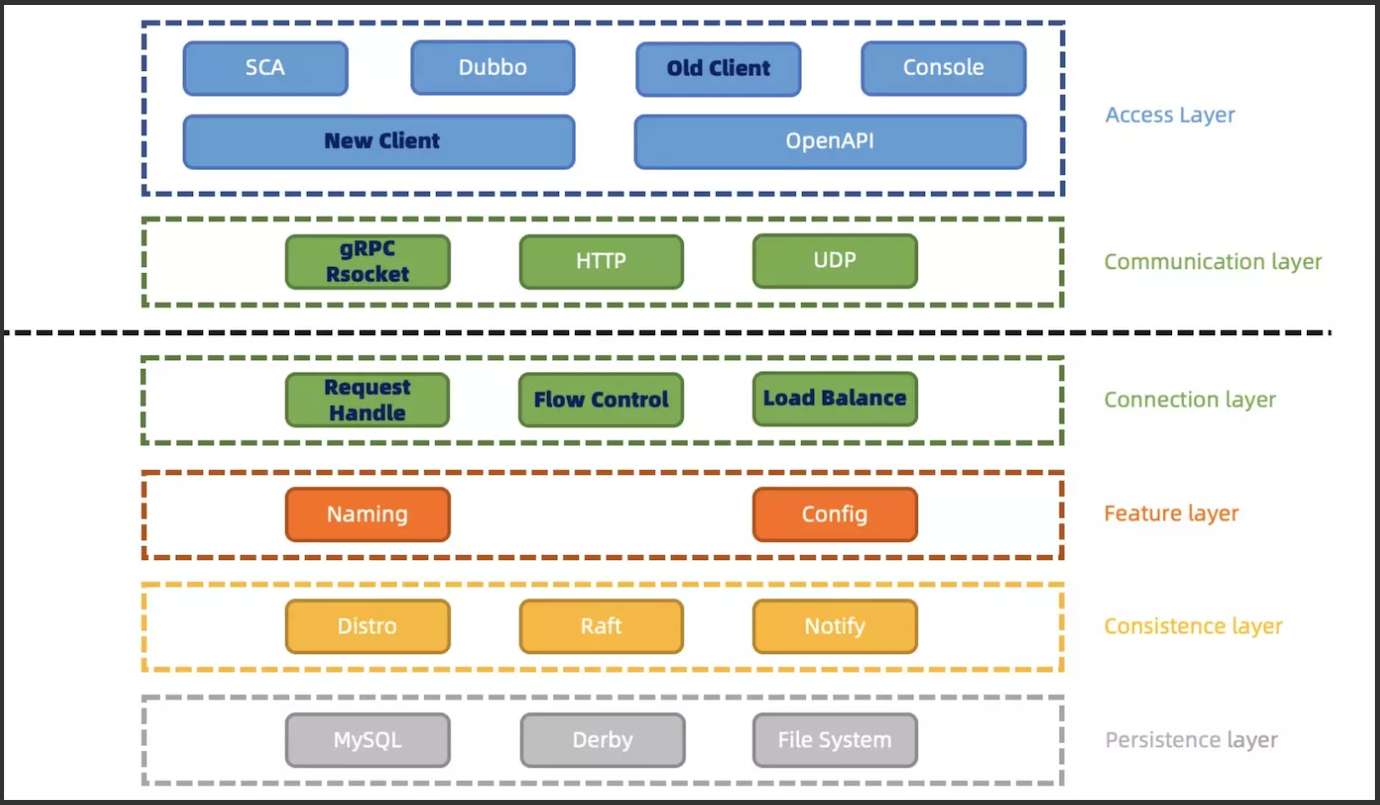 SCA
Dubbo
Old Client
Console
New Client
OpenAPI
Access Layer
gRPC
Rsocket
HTTP
UDP
Communication layer
Request
Handle
Flow Control
Load Balance
Connection layer
Naming
Config
Feature layer
Distro
Raft
Notify
Consistence layer
MySQL
Derby
File System
Persistence layer